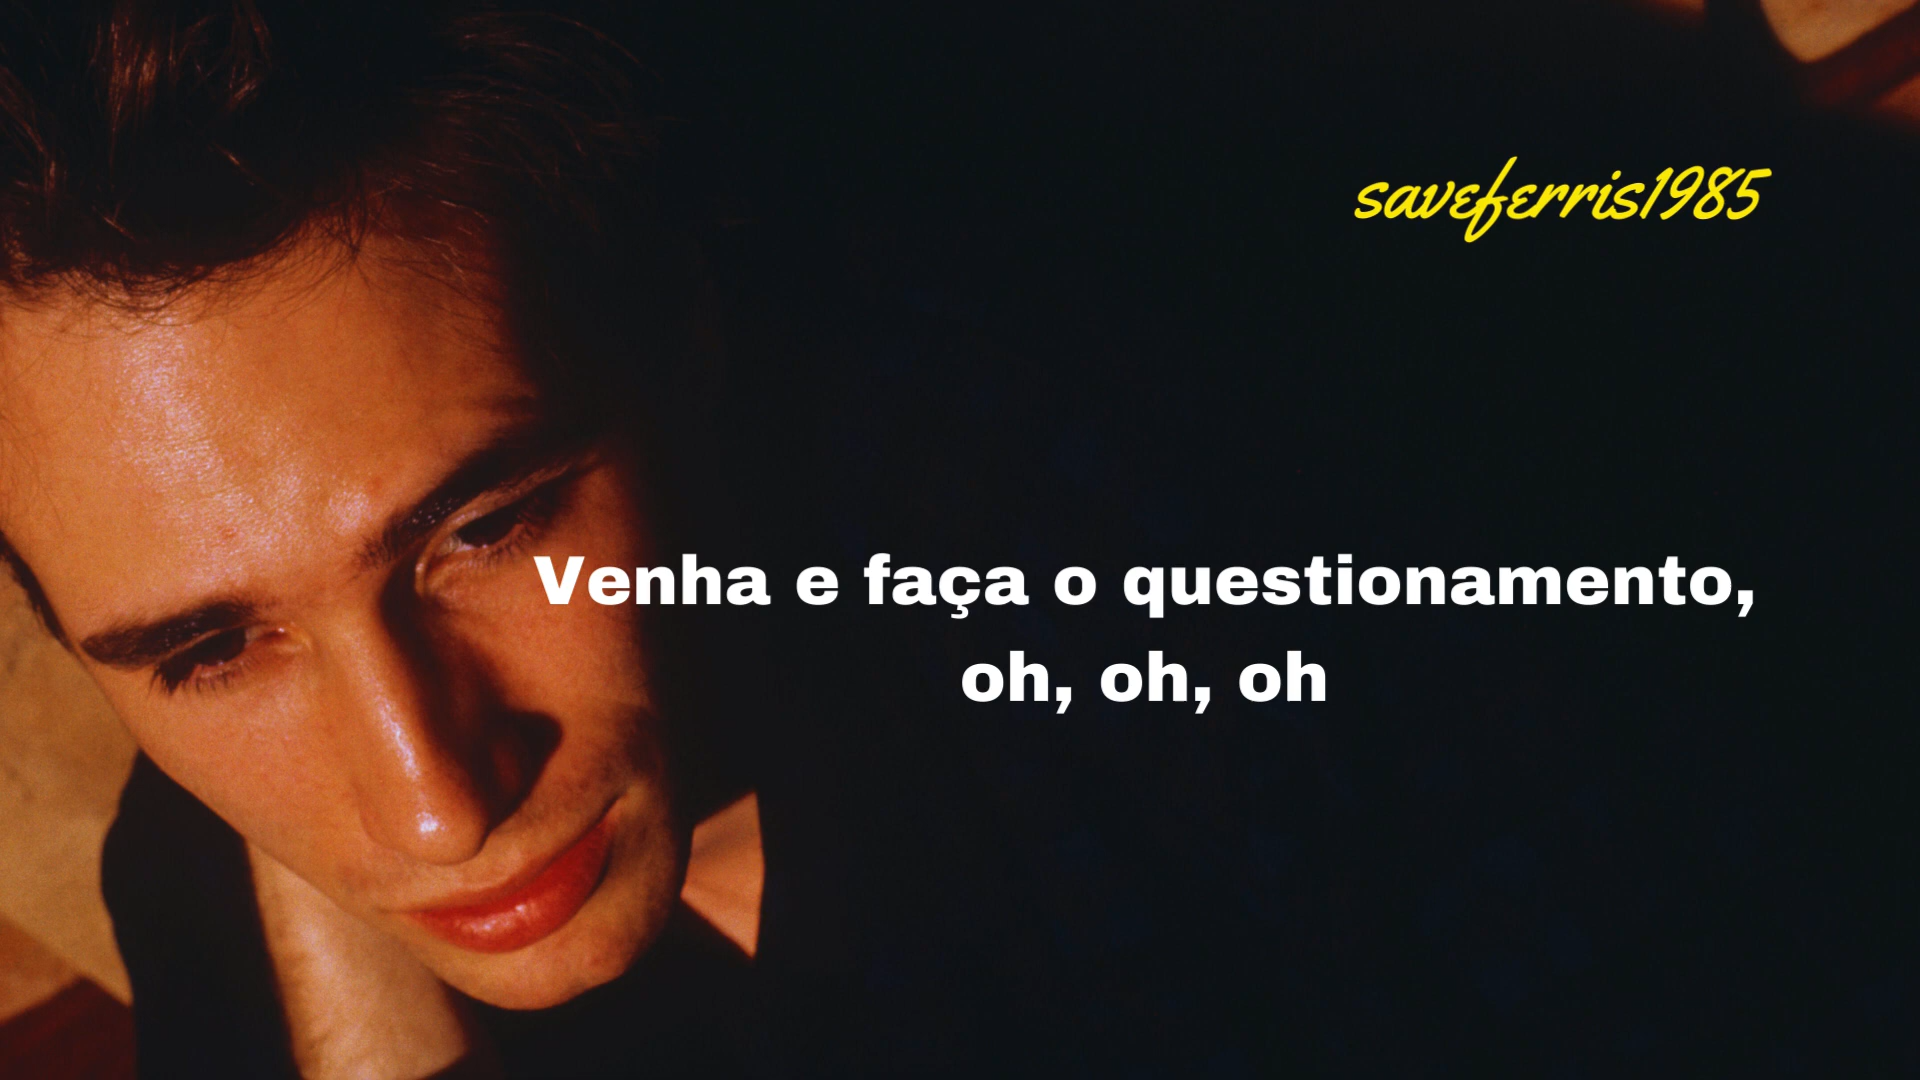 saveferris1985
Venha e faça o questionamento,
oh, oh, oh